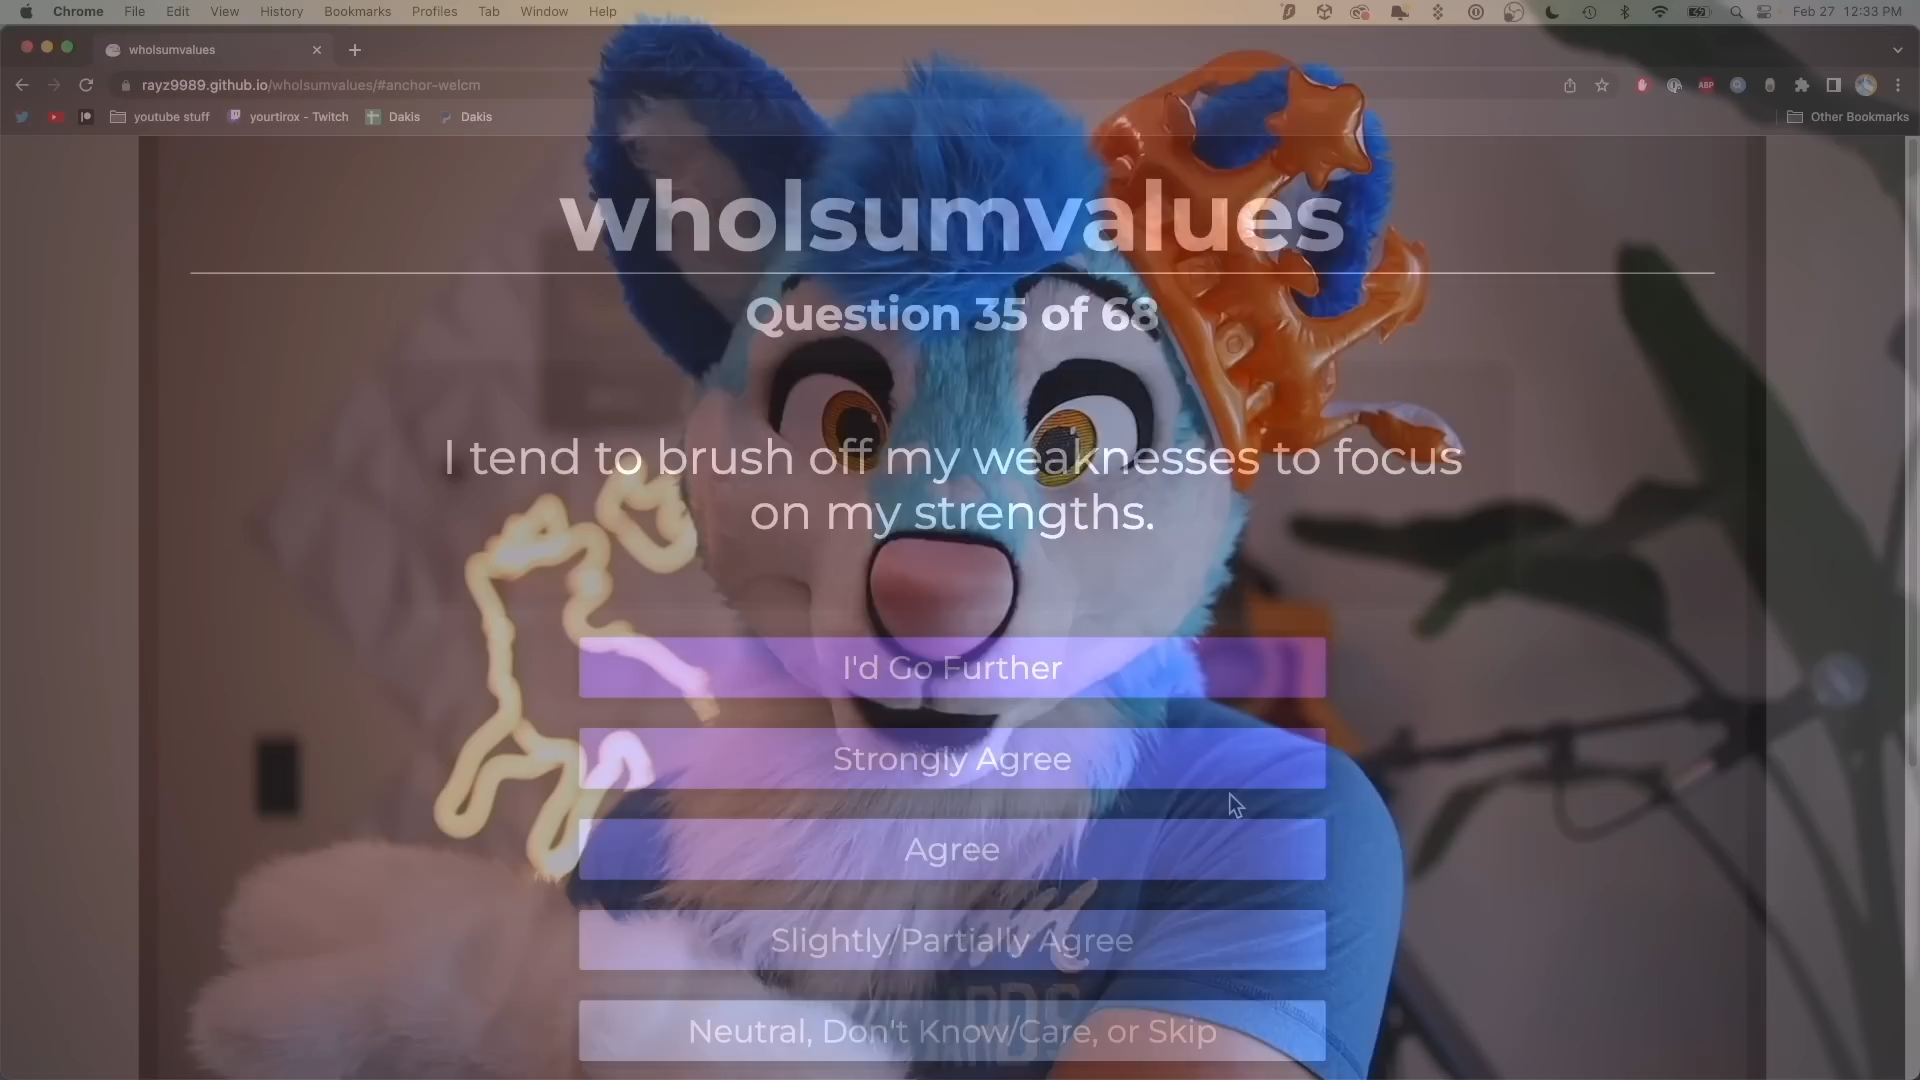 Chrome File Edit View History Bookmarks Profiles Tab Window Help
Feb 27 12:33 PM
wholsumvalues
rayz9989.github.io/wholsumvalues/#anchor-welcm
ABP
youtube stuff
yourtirox - Twitch
Dakis
Dakis
Other Bookmarks
wholsumvalues
Question 35 of 68
I tend to brush off my weaknesses to focus
on my strengths.
I'd Go Further
Strongly Agree
Agree
Slightly/Partially Agree
Neutral, Don't Know/Care, or Skip